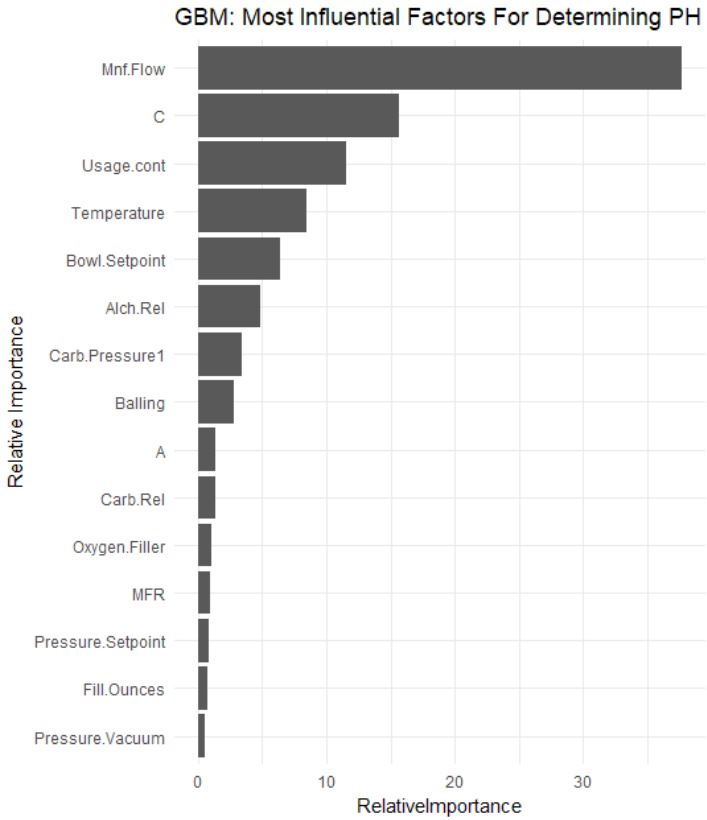 GBM: Most Influential Factors For Determining PH
Relative Importance
Mnf.Flow
C
Usage.cont
Temperature
Bowl.Setpoint
Alch.Rel
Carb.Pressure1
Balling
A
Carb.Rel
Oxygen.Filler
MFR
Pressure.Setpoint
Fill.Ounces
Pressure.Vacuum
0 10 20 30
RelativeImportance